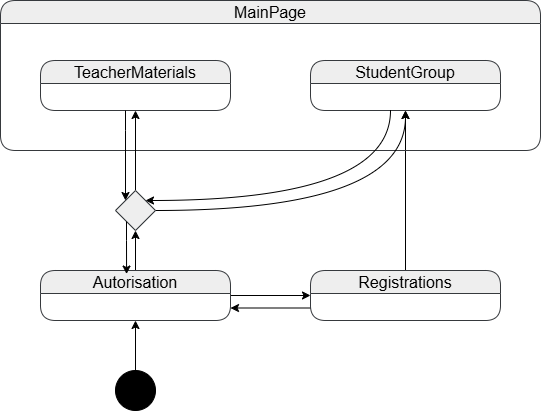 MainPage
TeacherMaterials
StudentGroup
Autorisation
Registrations